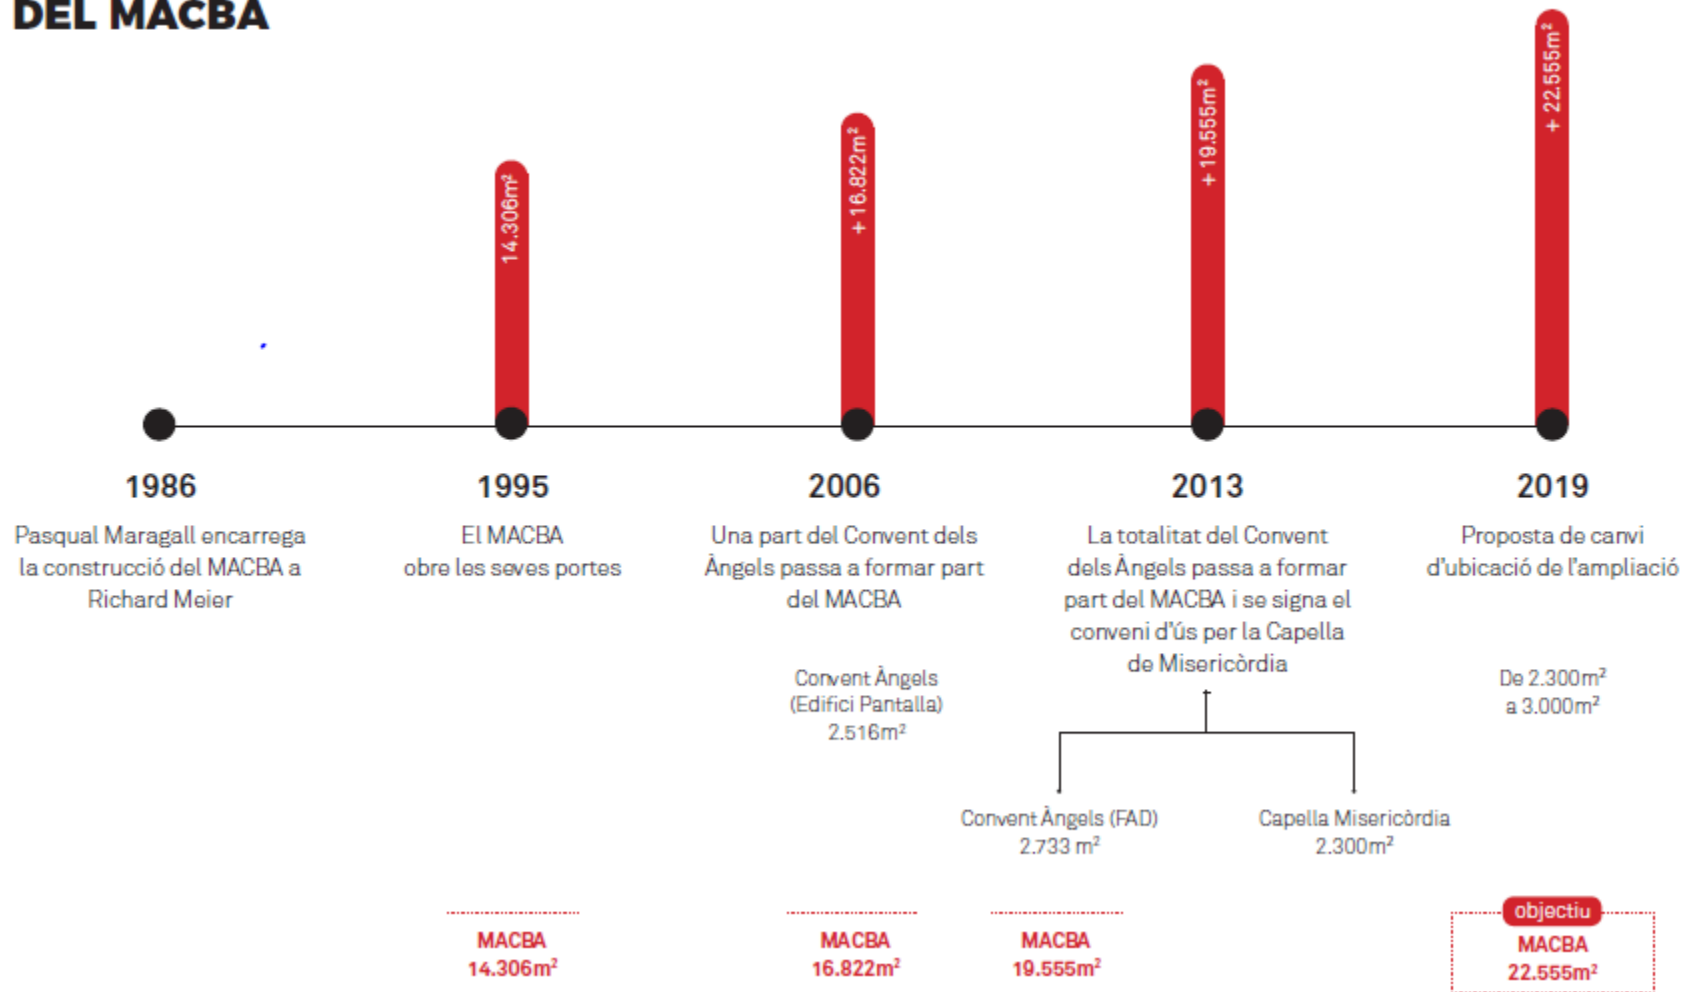 DEL MACBA
14.306m²
+ 16.822m²
+ 19.555m²
+ 22.555m²
1986
Pasqual Maragall encarrega
la construcció del MACBA a
Richard Meier
1995
El MACBA
obre les seves portes
2006
Una part del Convent dels
Àngels passa a formar part
del MACBA
Convent Àngels
(Edifici Pantalla)
2.516m²
2013
La totalitat del Convent
dels Àngels passa a formar
part del MACBA i se signa el
conveni d'ús per la Capella
de Misericòrdia
Convent Àngels (FAD)
2.733 m²
Capella Misericòrdia
2.300m²
2019
Proposta de canvi
d'ubicació de l'ampliació
De 2.300m²
a 3.000m²
MACBA
14.306m²
MACBA
16.822m²
MACBA
19.555m²
objectiu
MACBA
22.555m²